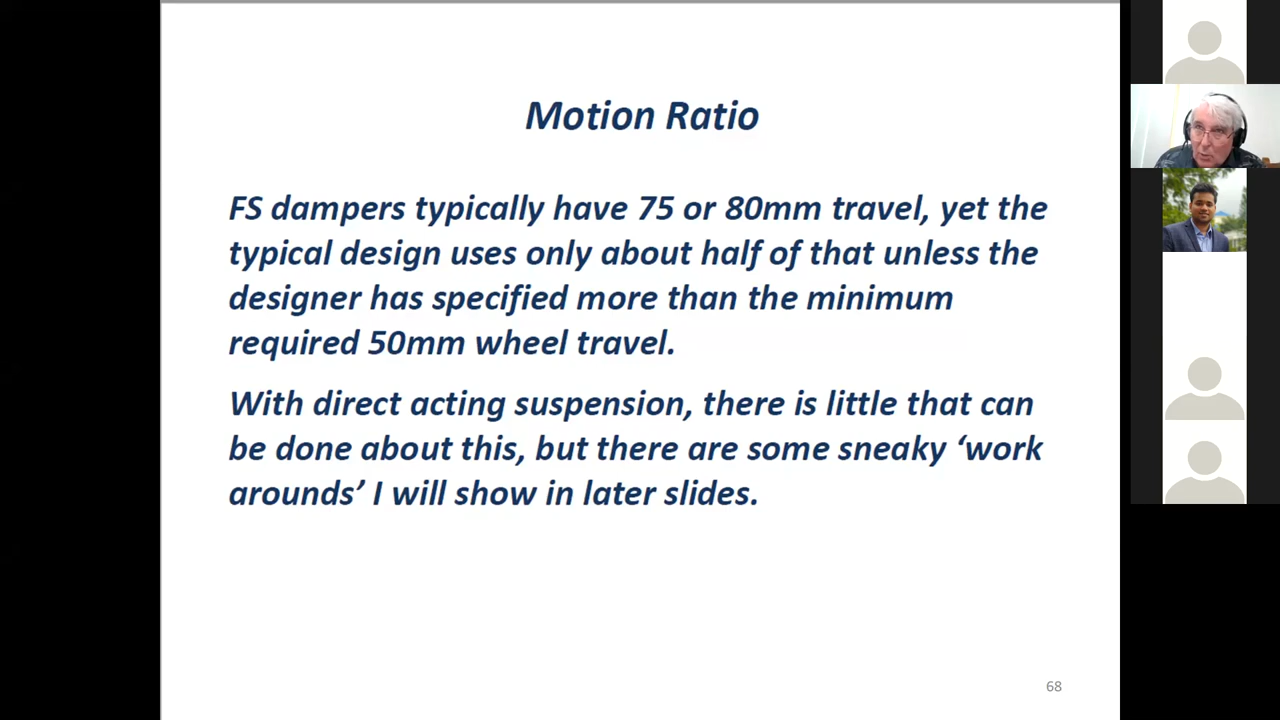 Motion Ratio
FS dampers typically have 75 or 80mm travel, yet the
typical design uses only about half of that unless the
designer has specified more than the minimum
required 50mm wheel travel.
With direct acting suspension, there is little that can
be done about this, but there are some sneaky ‘work
arounds’ I will show in later slides.
68